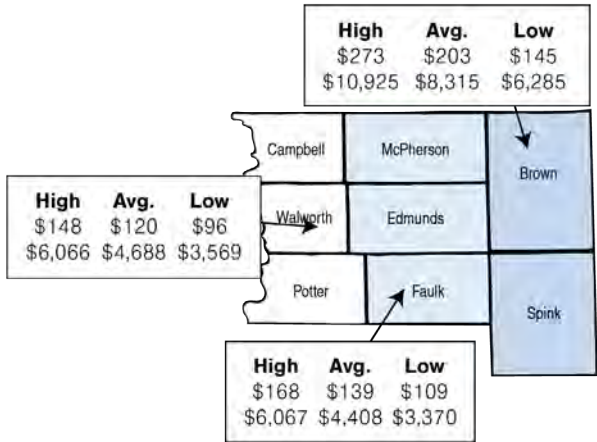 High Avg. Low
$273 $203 $145
$10,925 $8,315 $6,285
Campbell McPherson Brown
High Avg. Low
$148 $120 $96
$6,066 $4,688 $3,569
Walworth Edmunds
Potter Faulk Spink
High Avg. Low
$168 $139 $109
$6,067 $4,408 $3,370